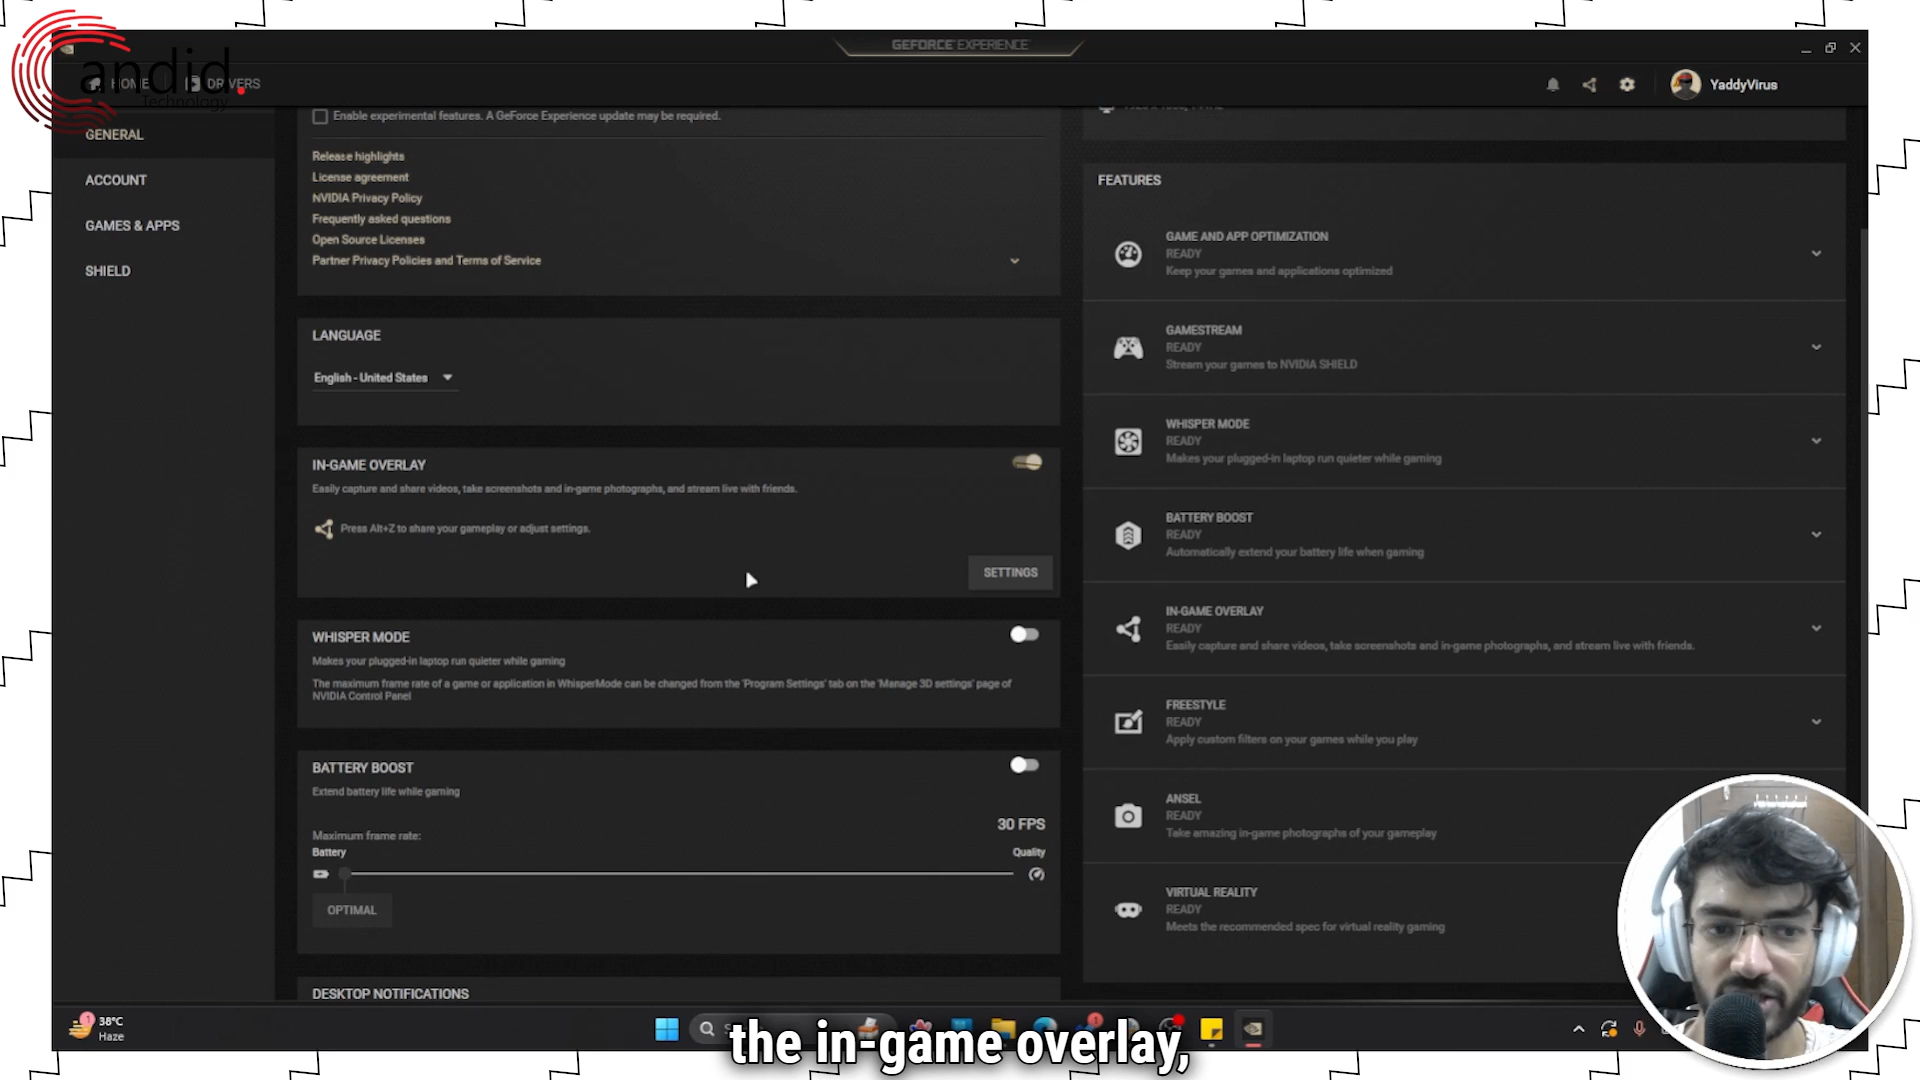 GEFORCE EXPERIENCE
andid
Technology
HOME
DRIVERS
YaddyVirus
GENERAL
ACCOUNT
GAMES & APPS
SHIELD
Enable experimental features. A GeForce Experience update may be required.
Release highlights
License agreement
NVIDIA Privacy Policy
Frequently asked questions
Open Source Licenses
Partner Privacy Policies and Terms of Service
LANGUAGE
English - United States
IN-GAME OVERLAY
Easily capture and share videos, take screenshots and in-game photographs, and stream live with friends.
Press Alt+Z to share your gameplay or adjust settings.
SETTINGS
WHISPER MODE
Makes your plugged-in laptop run quieter while gaming
The maximum frame rate of a game or application in WhisperMode can be changed from the 'Program Settings' tab on the 'Manage 3D settings' page of
NVIDIA Control Panel
BATTERY BOOST
Extend battery life while gaming
30 FPS
Maximum frame rate:
Battery
Quality
OPTIMAL
DESKTOP NOTIFICATIONS
FEATURES
GAME AND APP OPTIMIZATION
READY
Keep your games and applications optimized
GAMESTREAM
READY
Stream your games to NVIDIA SHIELD
WHISPER MODE
READY
Makes your plugged-in laptop run quieter while gaming
BATTERY BOOST
READY
Automatically extend your battery life when gaming
IN-GAME OVERLAY
READY
Easily capture and share videos, take screenshots and in-game photographs, and stream live with friends.
FREESTYLE
READY
Apply custom filters on your games while you play
ANSEL
READY
Take amazing in-game photographs of your gameplay
VIRTUAL REALITY
READY
Meets the recommended spec for virtual reality gaming
1
38°C
Haze
1
the in-game overlay,